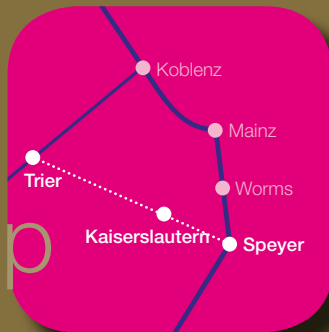 Koblenz
Mainz
Trier
Worms
Kaiserslautern
Speyer
p